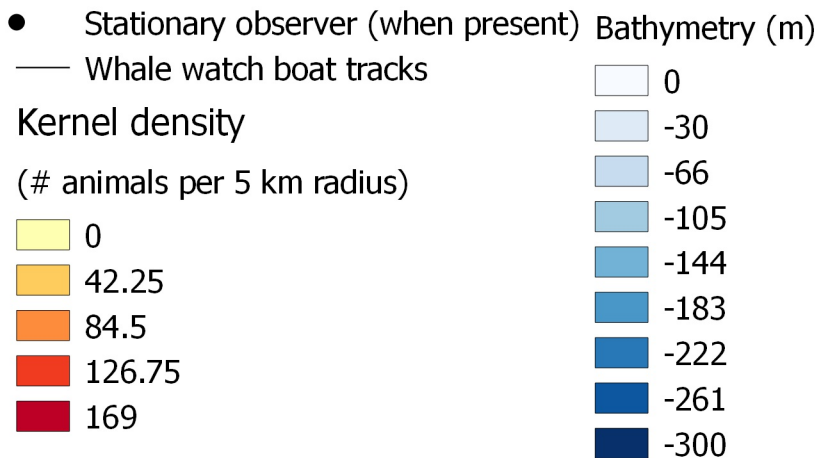 Stationary observer (when present)
Whale watch boat tracks
Kernel density
(# animals per 5 km radius)
0
42.25
84.5
126.75
169
Bathymetry (m)
0
-30
-66
-105
-144
-183
-222
-261
-300